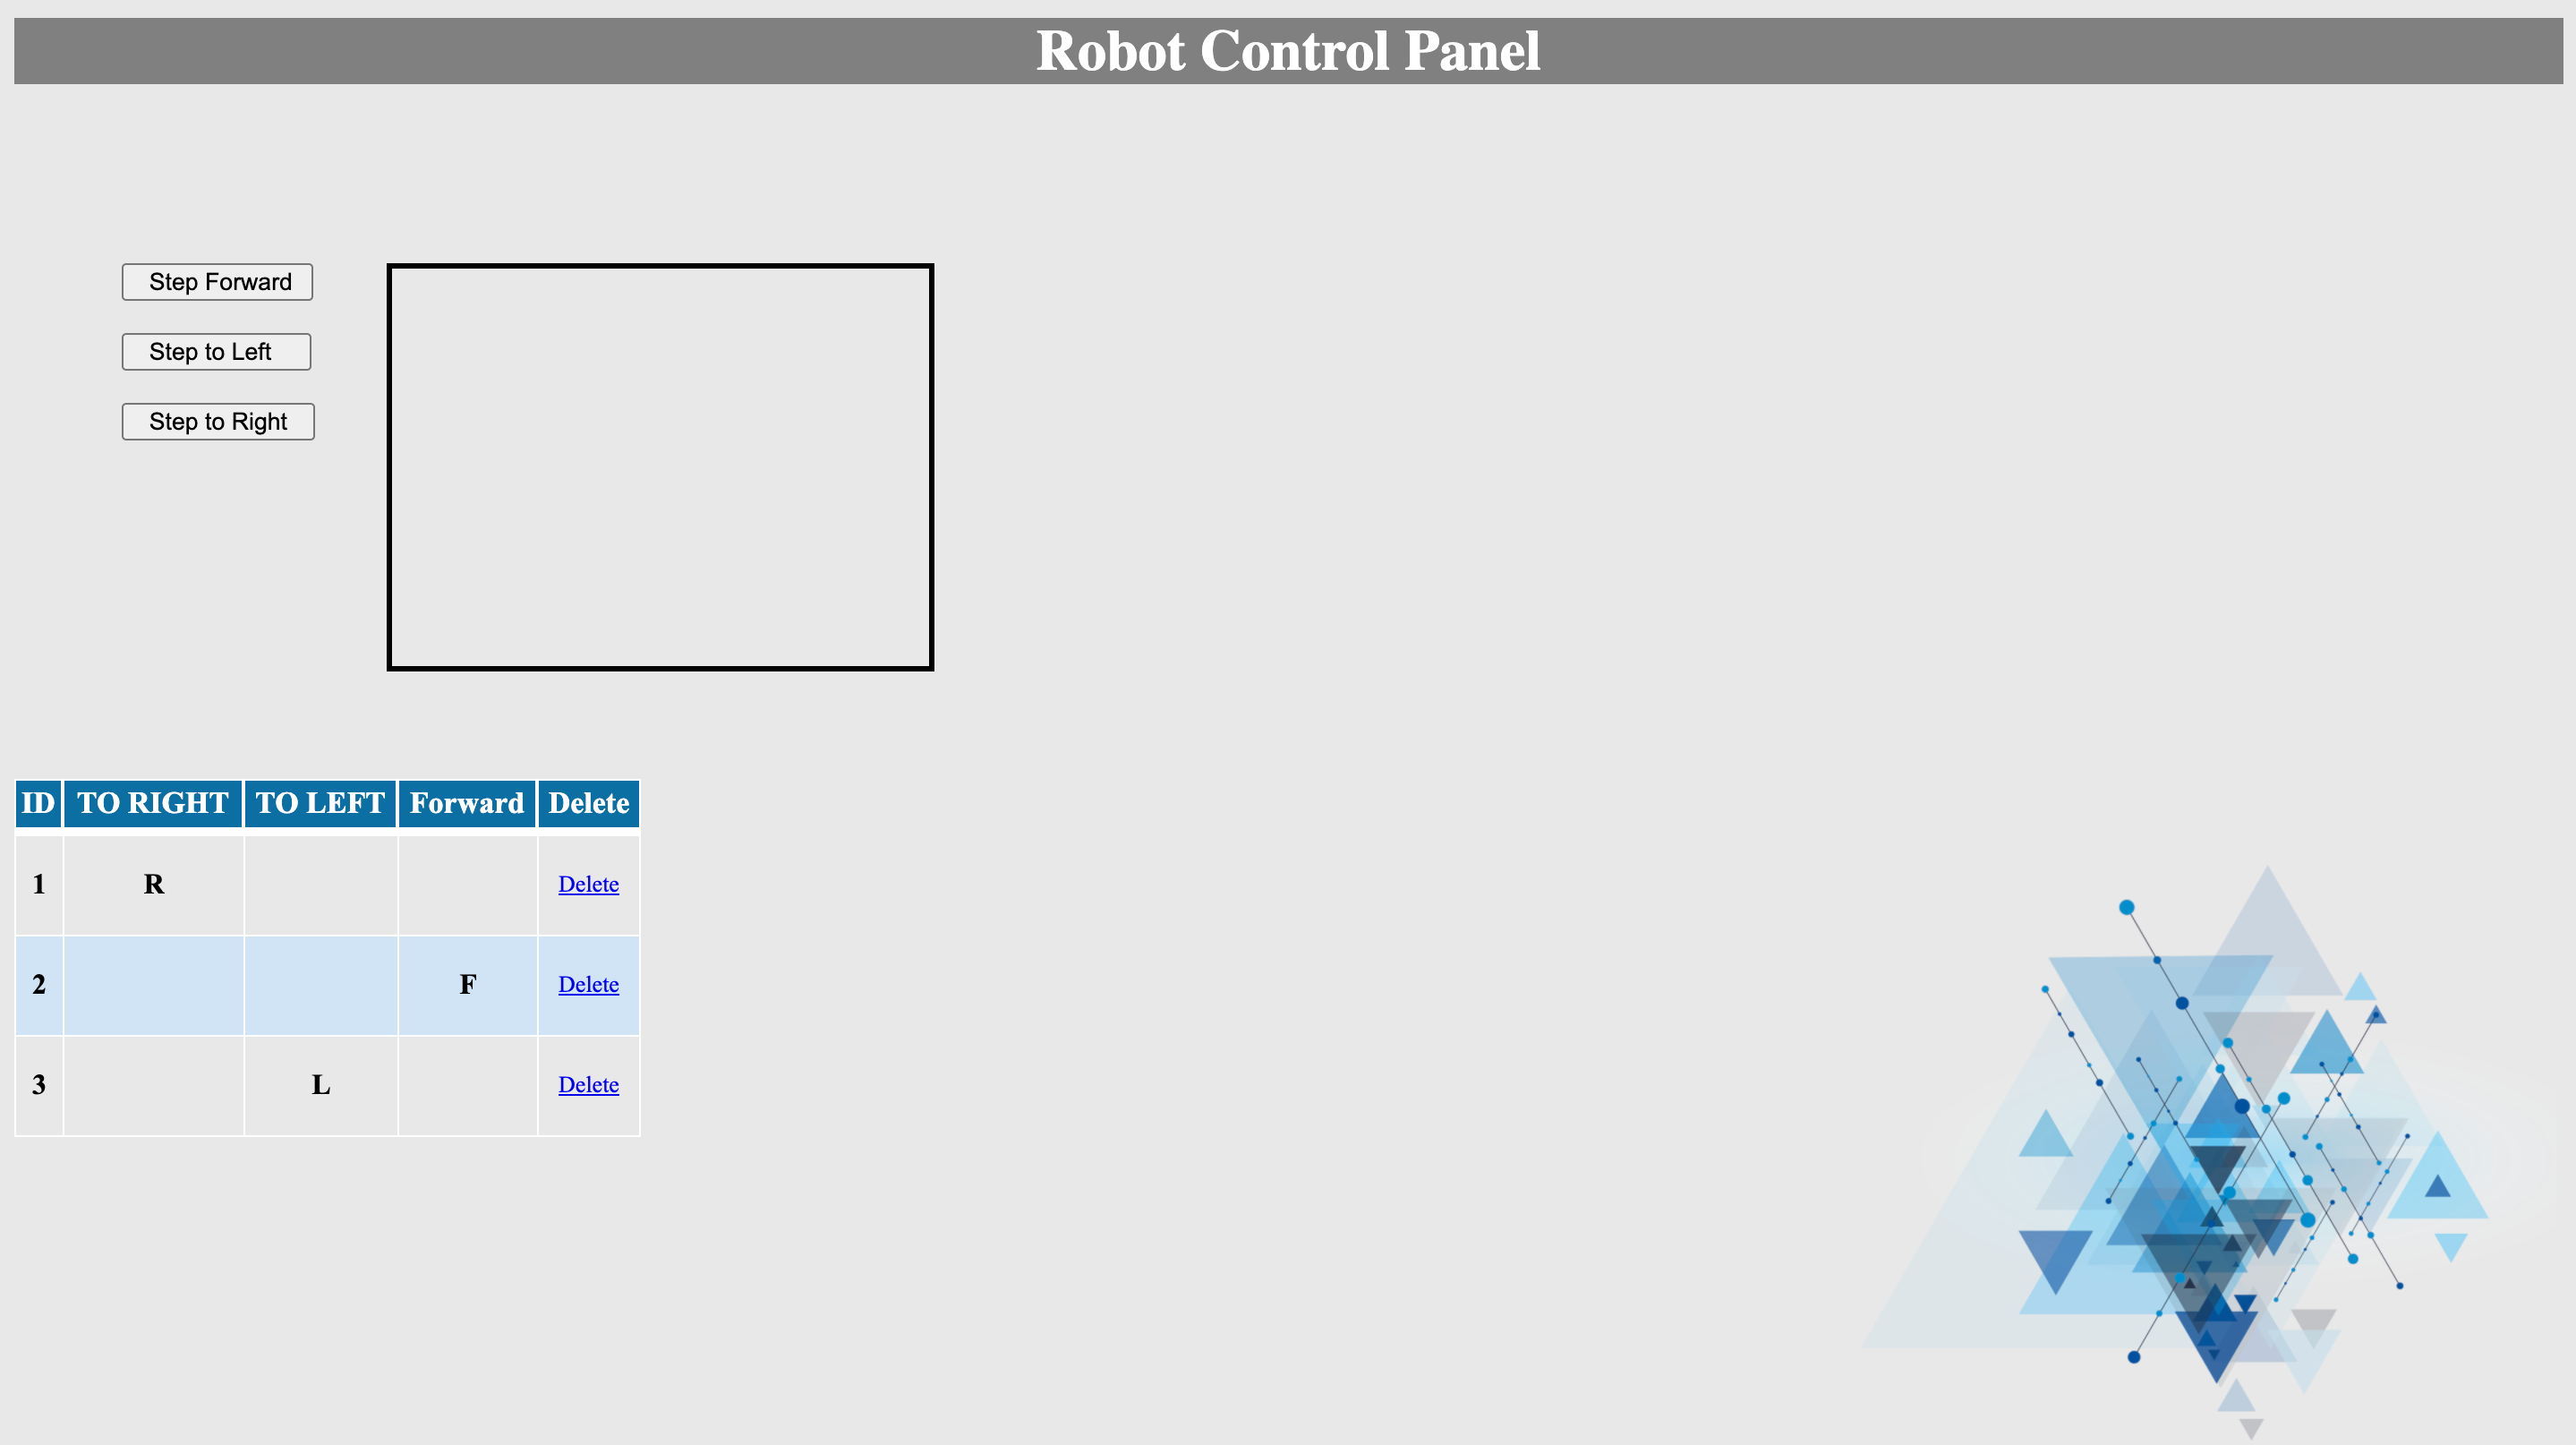 Robot Control Panel
Step Forward
Step to Left
Step to Right
ID TO RIGHT TO LEFT Forward Delete
1 R Delete
2 F Delete
3 L Delete